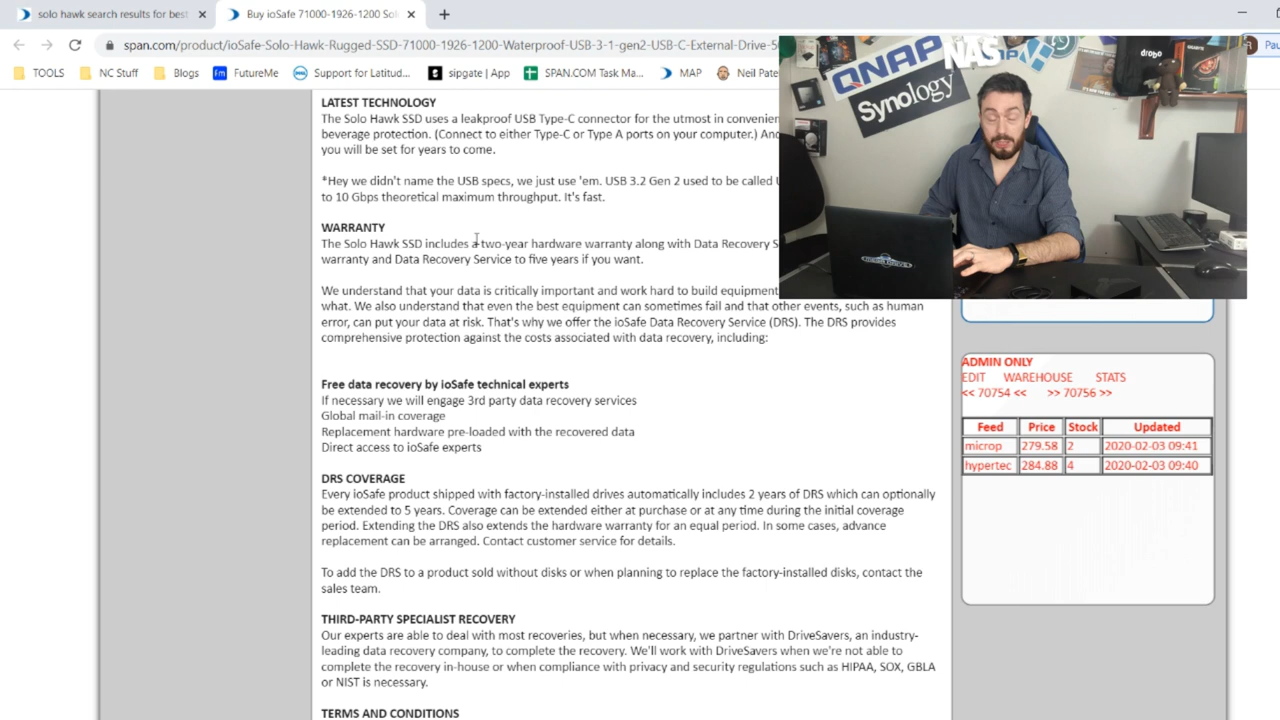 solo hawk search results for best
Buy ioSafe 71000-1926-1200 Sol
span.com/product/ioSafe-Solo-Hawk-Rugged-SSD-71000-1926-1200-Waterproof-USB-3-1-gen2-USB-C-External-Drive-50
Pau
TOOLS
NC Stuff
Blogs
Fm FutureMe
Support for Latitud...
sipgate | App
SPAN.COM Task Ma...
MAP
Neil Pate
QNAP
NAS
Synology
drobo
GIGABYTE
LATEST TECHNOLOGY
The Solo Hawk SSD uses a leakproof USB Type-C connector for the utmost in convenien
beverage protection. (Connect to either Type-C or Type A ports on your computer.) And
you will be set for years to come.
*Hey we didn't name the USB specs, we just use 'em. USB 3.2 Gen 2 used to be called U
to 10 Gbps theoretical maximum throughput. It's fast.
WARRANTY
The Solo Hawk SSD includes a two-year hardware warranty along with Data Recovery S
warranty and Data Recovery Service to five years if you want.
We understand that your data is critically important and work hard to build equipment
what. We also understand that even the best equipment can sometimes fail and that other events, such as human
error, can put your data at risk. That's why we offer the ioSafe Data Recovery Service (DRS). The DRS provides
comprehensive protection against the costs associated with data recovery, including:
Free data recovery by ioSafe technical experts
If necessary we will engage 3rd party data recovery services
Global mail-in coverage
Replacement hardware pre-loaded with the recovered data
Direct access to ioSafe experts
DRS COVERAGE
Every ioSafe product shipped with factory-installed drives automatically includes 2 years of DRS which can optionally
be extended to 5 years. Coverage can be extended either at purchase or at any time during the initial coverage
period. Extending the DRS also extends the hardware warranty for an equal period. In some cases, advance
replacement can be arranged. Contact customer service for details.
To add the DRS to a product sold without disks or when planning to replace the factory-installed disks, contact the
sales team.
THIRD-PARTY SPECIALIST RECOVERY
Our experts are able to deal with most recoveries, but when necessary, we partner with DriveSavers, an industry-
leading data recovery company, to complete the recovery. We'll work with DriveSavers when we're not able to
complete the recovery in-house or when compliance with privacy and security regulations such as HIPAA, SOX, GBLA
or NIST is necessary.
TERMS AND CONDITIONS
ADMIN ONLY
EDIT WAREHOUSE STATS
<< 70754 << >> 70756 >>
Feed Price Stock Updated
microp 279.58 2 2020-02-03 09:41
hypertec 284.88 4 2020-02-03 09:40